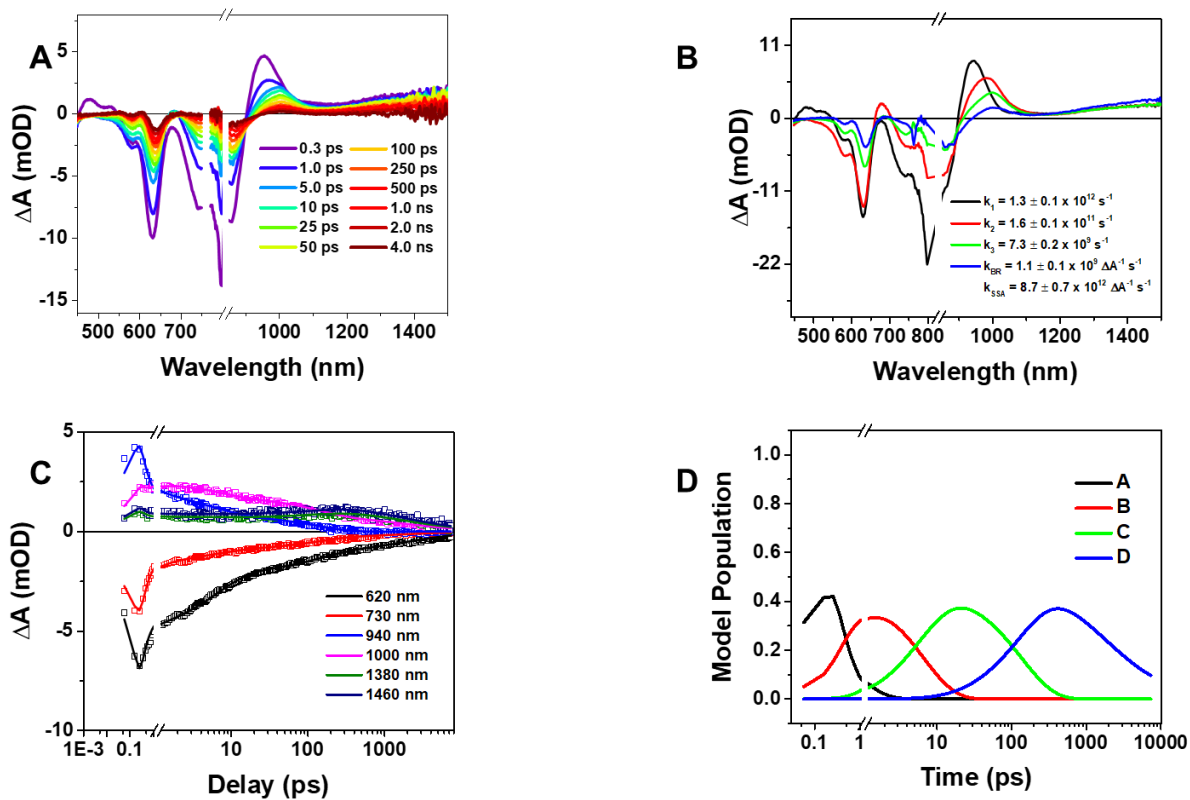 A
ΔA (mOD)
5
0
-5
-10
-15
0.3 ps
1.0 ps
5.0 ps
10 ps
25 ps
50 ps
100 ps
250 ps
500 ps
1.0 ns
2.0 ns
4.0 ns
500 600 700 1000 1200 1400
Wavelength (nm)
B
ΔA (mOD)
11
0
-11
-22
k1 = 1.3 ± 0.1 x 10^12 s^-1
k2 = 1.6 ± 0.1 x 10^11 s^-1
k3 = 7.3 ± 0.2 x 10^9 s^-1
kBR = 1.1 ± 0.1 x 10^9 ΔA^-1 s^-1
kSSA = 8.7 ± 0.7 x 10^12 ΔA^-1 s^-1
500 600 700 800 1000 1200 1400
Wavelength (nm)
C
ΔA (mOD)
5
0
-5
-10
620 nm
730 nm
940 nm
1000 nm
1380 nm
1460 nm
1E-3 0.1 10 100 1000
Delay (ps)
D
Model Population
1.0
0.8
0.6
0.4
0.2
0.0
A
B
C
D
0.1 1 10 100 1000 10000
Time (ps)